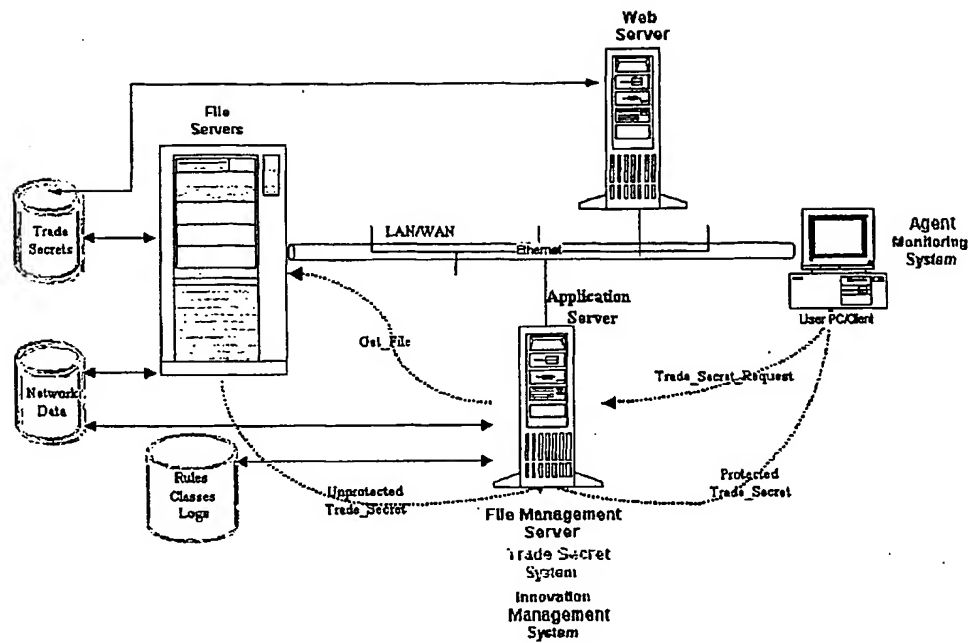 Web
Server
File
Servers
Trade
Secrets
LAN/WAN
Ethernet
Agent
Monitoring
System
Application
Server
User PC/Client
Get_File
Trade_Secret_Request
Network
Data
Rules
Classes
Logs
Unprotected
Trade_Secret
Protected
Trade_Secret
File Management
Server
Trade Secret
System
Innovation
Management
System